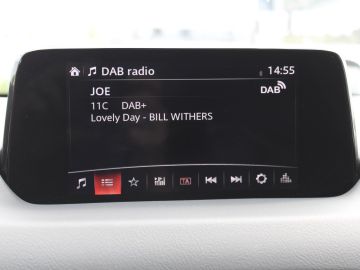 DAB radio 14:55
JOE DAB
11C DAB+
Lovely Day - BILL WITHERS
TA